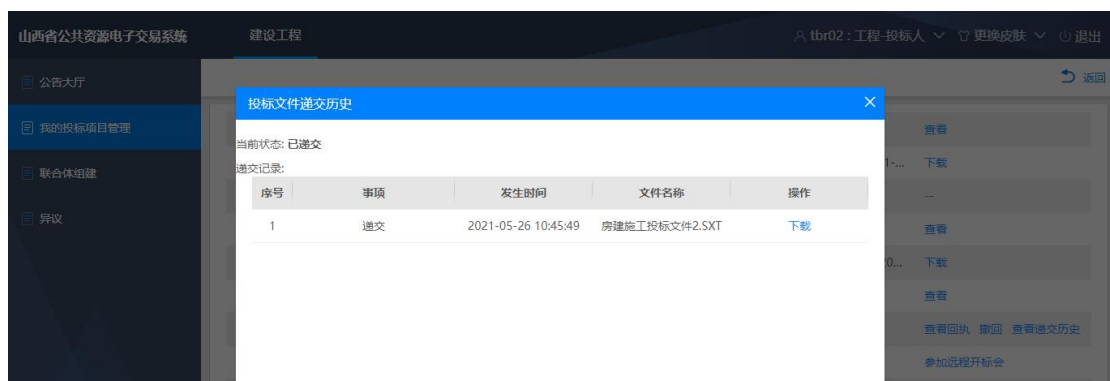 山西省公共资源电子交易系统 建设工程 tbr02 : 工程-投标人 更换皮肤 退出
公告大厅 返回
投标文件递交历史
我的投标项目管理 查看
当前状态: 已递交
1-... 下载
递交记录:
联合体组建
序号 事项 发生时间 文件名称 操作
--
异议
1 递交 2021-05-26 10:45:49 房建施工投标文件2.SXT 下载 查看
20... 下载
查看
查看回执 撤回 查看递交历史
参加远程开标会